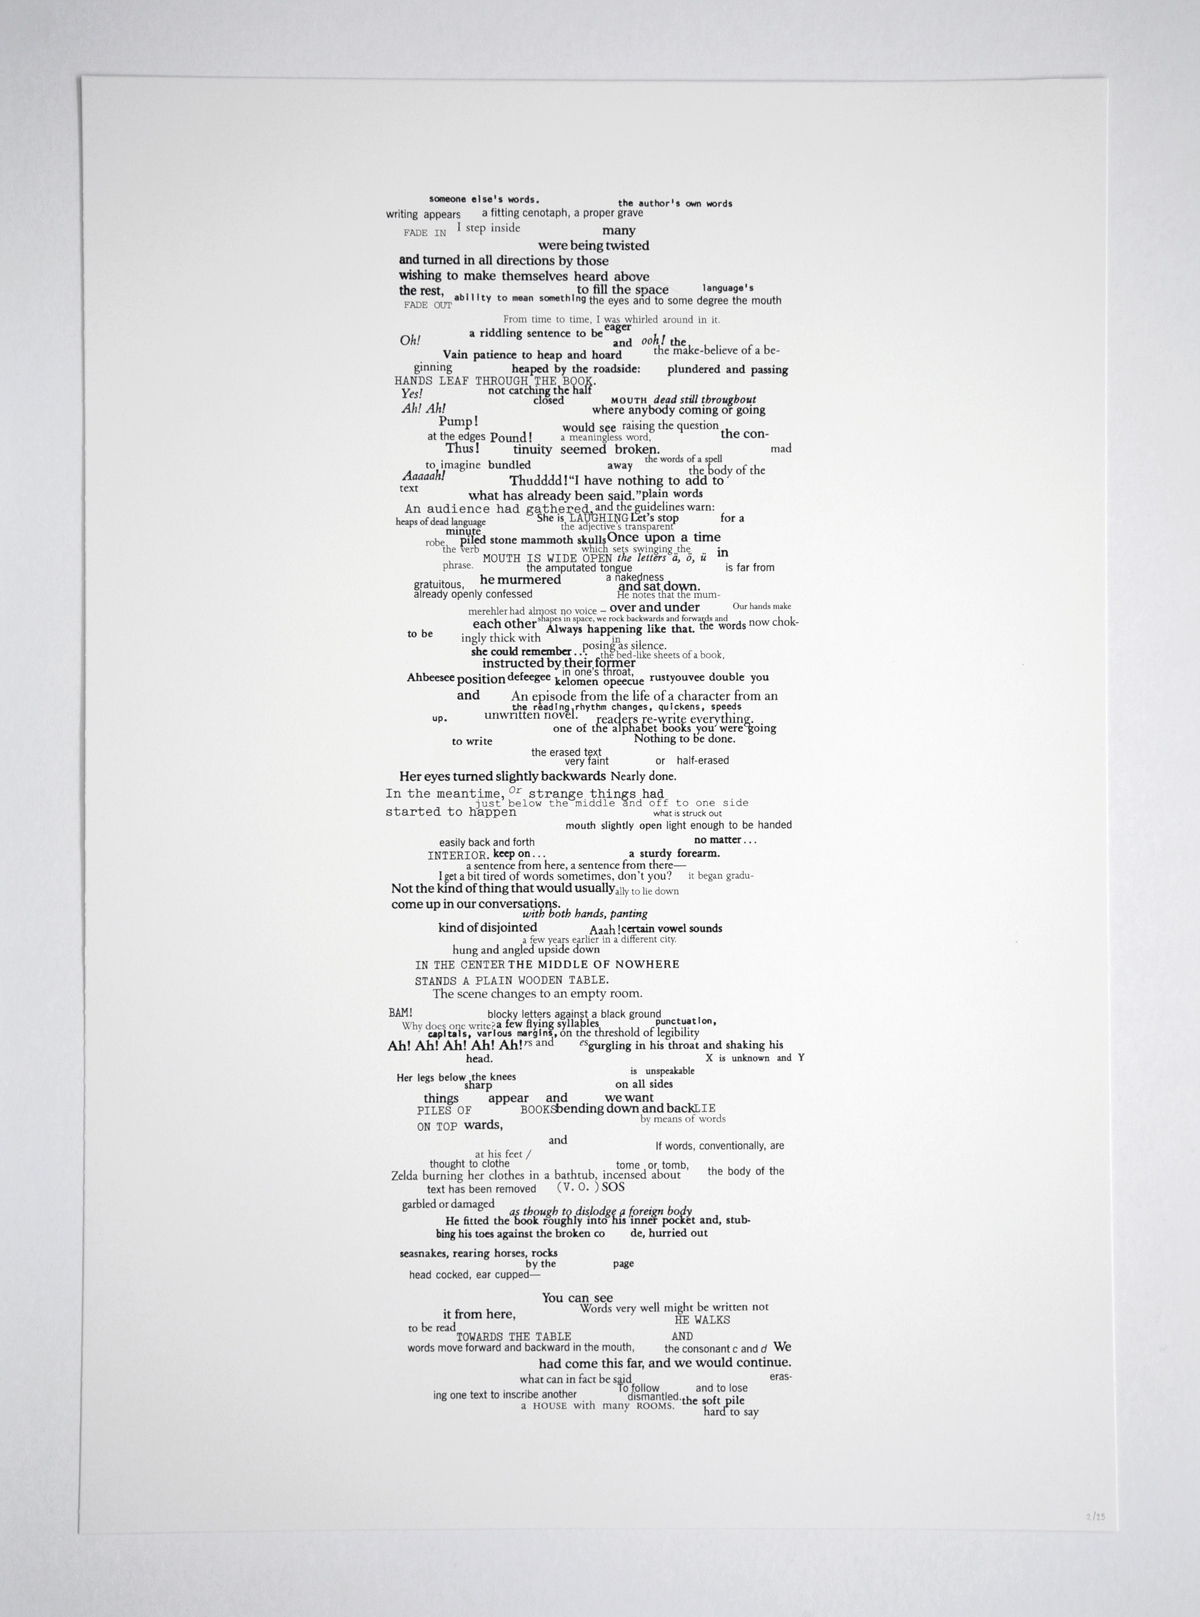 someone else's words. the author's own words
writing appears a fitting cenotaph, a proper grave
FADE IN I step inside many
were being twisted
and turned in all directions by those
wishing to make themselves heard above
the rest, to fill the space language's
FADE OUT ability to mean something the eyes and to some degree the mouth
From time to time, I was whirled around in it.
a riddling sentence to be eager
Oh! and ooh! the
Vain patience to heap and hoard the make-believe of a be-
ginning heaped by the roadside: plundered and passing
HANDS LEAF THROUGH THE BOOK.
Yes! not catching the half
closed MOUTH dead still throughout
Ah! Ah! where anybody coming or going
Pump! would see raising the question
at the edges Pound! a meaningless word, the con-
Thus! tinuity seemed broken. mad
to imagine bundled away the words of a spell
the body of the
Aaaaah! Thudddd! "I have nothing to add to
text what has already been said." plain words
An audience had gathered, and the guidelines warn:
heaps of dead language She is LAUGHING Let's stop for a
minute the adjective's transparent
robe, piled stone mammoth skulls Once upon a time
the verb which sets swinging the in
MOUTH IS WIDE OPEN the letters ä, ö, ü
phrase. the amputated tongue is far from
gratuitous, he murmered a nakedness
already openly confessed and sat down.
He notes that the mum-
merehler had almost no voice – over and under Our hands make
each other shapes in space, we rock backwards and forwards and
to be Always happening like that. the words now chok-
ingly thick with in
she could remember . . . posing as silence.
the bed-like sheets of a book,
instructed by their former
in one's throat,
Ahbeesee position defeegee kelomen opeecue rustyouvee double you
and An episode from the life of a character from an
the reading rhythm changes, quickens, speeds
up. unwritten novel. readers re-write everything.
one of the alphabet books you were going
to write Nothing to be done.
the erased text
very faint or half-erased
Her eyes turned slightly backwards Nearly done.
In the meantime, Or strange things had
just below the middle and off to one side
started to happen what is struck out
mouth slightly open light enough to be handed
easily back and forth no matter . . .
INTERIOR. keep on . . . a sturdy forearm.
a sentence from here, a sentence from there—
I get a bit tired of words sometimes, don't you? it began gradu-
Not the kind of thing that would usually ally to lie down
come up in our conversations.
with both hands, panting
kind of disjointed Aaah! certain vowel sounds
a few years earlier in a different city.
hung and angled upside down
IN THE CENTER THE MIDDLE OF NOWHERE
STANDS A PLAIN WOODEN TABLE.
The scene changes to an empty room.
BAM! blocky letters against a black ground
Why does one write? a few flying syllables punctuation,
capitals, various margins, on the threshold of legibility
Ah! Ah! Ah! Ah! Ah! rs and es gurgling in his throat and shaking his
head. X is unknown and Y
is unspeakable
Her legs below the knees
sharp on all sides
things appear and we want
PILES OF BOOKS bending down and back LIE
by means of words
ON TOP wards,
and If words, conventionally, are
at his feet /
thought to clothe tome or tomb,
Zelda burning her clothes in a bathtub, incensed about the body of the
text has been removed (V.O.) SOS
garbled or damaged as though to dislodge a foreign body
He fitted the book roughly into his inner pocket and, stub-
bing his toes against the broken co de, hurried out
seasnakes, rearing horses, rocks
by the page
head cocked, ear cupped—
You can see
it from here, Words very well might be written not
HE WALKS
to be read
TOWARDS THE TABLE AND
words move forward and backward in the mouth, the consonant c and d We
had come this far, and we would continue.
what can in fact be said eras-
To follow and to lose
ing one text to inscribe another dismantled. the soft pile
a HOUSE with many ROOMS. hard to say
2/25